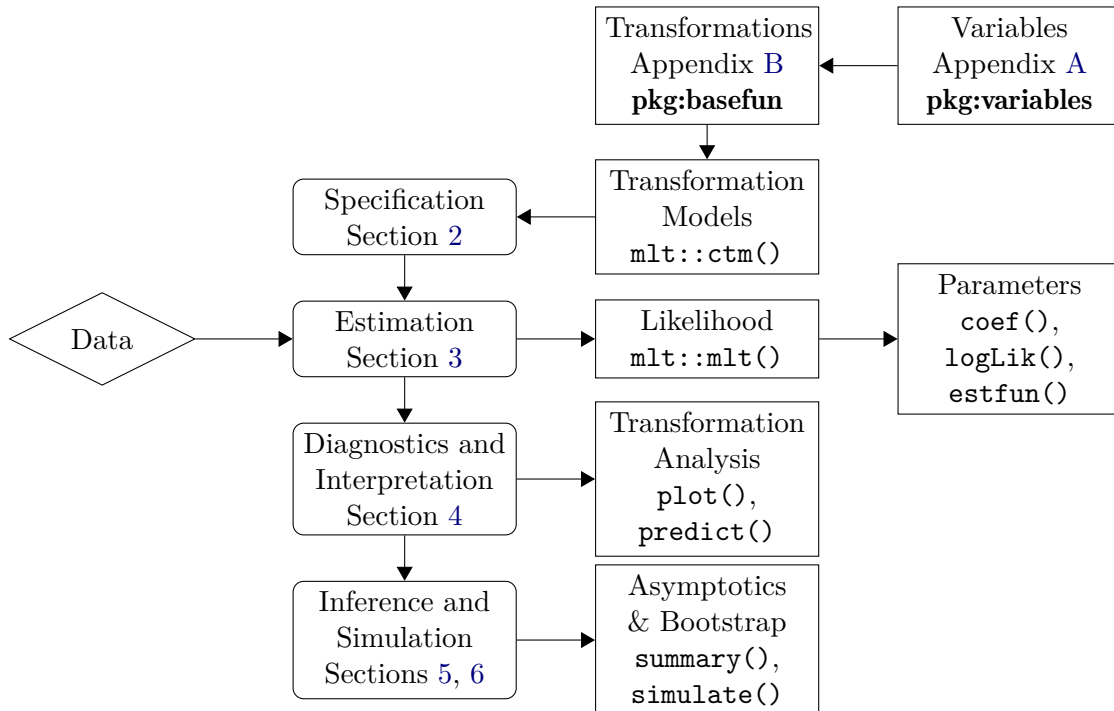 Transformations
Appendix B
pkg:basefun
Variables
Appendix A
pkg:variables
Specification
Section 2
Transformation
Models
mlt::ctm()
Data
Estimation
Section 3
Likelihood
mlt::mlt()
Parameters
coef(),
logLik(),
estfun()
Diagnostics and
Interpretation
Section 4
Transformation
Analysis
plot(),
predict()
Inference and
Simulation
Sections 5, 6
Asymptotics
& Bootstrap
summary(),
simulate()